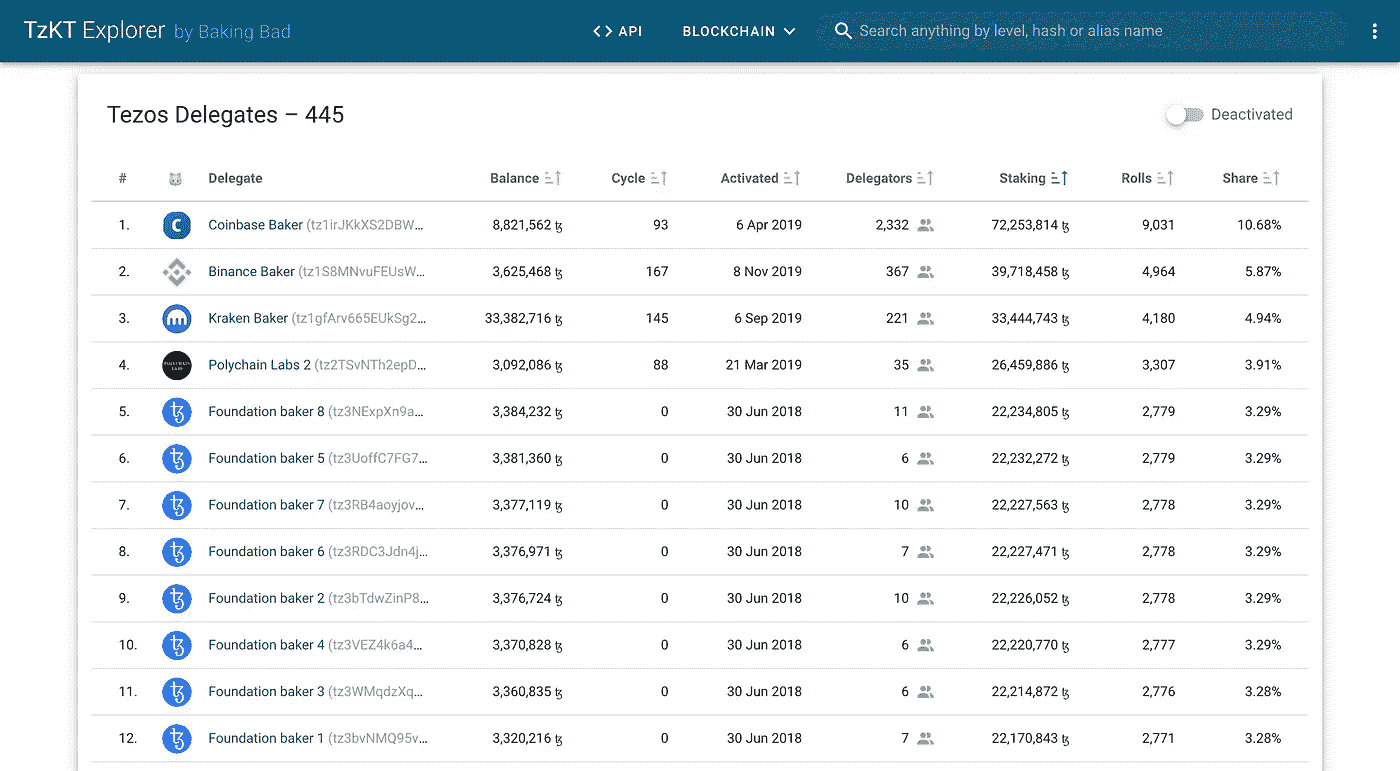 TzKT Explorer by Baking Bad <> API BLOCKCHAIN Search anything by level, hash or alias name
Tezos Delegates – 445 Deactivated
# Delegate Balance Cycle Activated Delegators Staking Rolls Share
1. Coinbase Baker (tz1irJKkXS2DBW… 8,821,562 ꜩ 93 6 Apr 2019 2,332 72,253,814 ꜩ 9,031 10.68%
2. Binance Baker (tz1S8MNvuFEUsW… 3,625,468 ꜩ 167 8 Nov 2019 367 39,718,458 ꜩ 4,964 5.87%
3. Kraken Baker (tz1gfArv665EUkSg2… 33,382,716 ꜩ 145 6 Sep 2019 221 33,444,743 ꜩ 4,180 4.94%
4. Polychain Labs 2 (tz2TSvNTh2epD… 3,092,086 ꜩ 88 21 Mar 2019 35 26,459,886 ꜩ 3,307 3.91%
5. Foundation baker 8 (tz3NExpXn9a… 3,384,232 ꜩ 0 30 Jun 2018 11 22,234,805 ꜩ 2,779 3.29%
6. Foundation baker 5 (tz3UoffC7FG7… 3,381,360 ꜩ 0 30 Jun 2018 6 22,232,272 ꜩ 2,779 3.29%
7. Foundation baker 7 (tz3RB4aoyjov… 3,377,119 ꜩ 0 30 Jun 2018 10 22,227,563 ꜩ 2,778 3.29%
8. Foundation baker 6 (tz3RDC3Jdn4j… 3,376,971 ꜩ 0 30 Jun 2018 7 22,227,471 ꜩ 2,778 3.29%
9. Foundation baker 2 (tz3bTdwZinP8… 3,376,724 ꜩ 0 30 Jun 2018 10 22,226,052 ꜩ 2,778 3.29%
10. Foundation baker 4 (tz3VEZ4k6a4… 3,370,828 ꜩ 0 30 Jun 2018 6 22,220,770 ꜩ 2,777 3.29%
11. Foundation baker 3 (tz3WMqdzXq… 3,360,835 ꜩ 0 30 Jun 2018 6 22,214,872 ꜩ 2,776 3.28%
12. Foundation baker 1 (tz3bvNMQ95v… 3,320,216 ꜩ 0 30 Jun 2018 7 22,170,843 ꜩ 2,771 3.28%